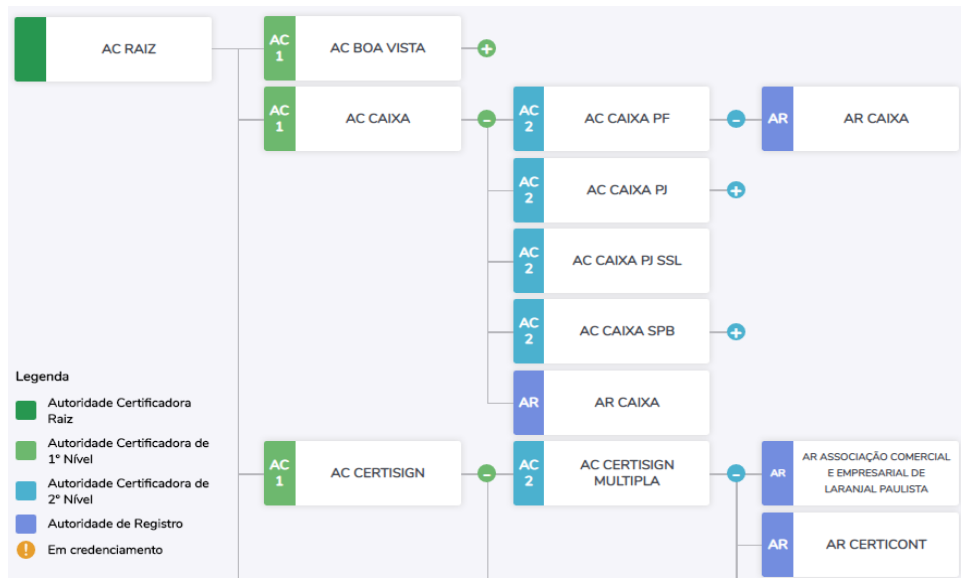 AC RAIZ
AC
1
AC BOA VISTA
+
AC
1
AC CAIXA
-
AC
2
AC CAIXA PF
-
AR
AR CAIXA
AC
2
AC CAIXA PJ
+
AC
2
AC CAIXA PJ SSL
AC
2
AC CAIXA SPB
+
AR
AR CAIXA
Legenda
Autoridade Certificadora
Raiz
Autoridade Certificadora de
1º Nível
Autoridade Certificadora de
2º Nível
Autoridade de Registro
!
Em credenciamento
AC
1
AC CERTISIGN
-
AC
2
AC CERTISIGN
MULTIPLA
-
AR
AR ASSOCIAÇÃO COMERCIAL
E EMPRESARIAL DE
LARANJAL PAULISTA
AR
AR CERTICONT